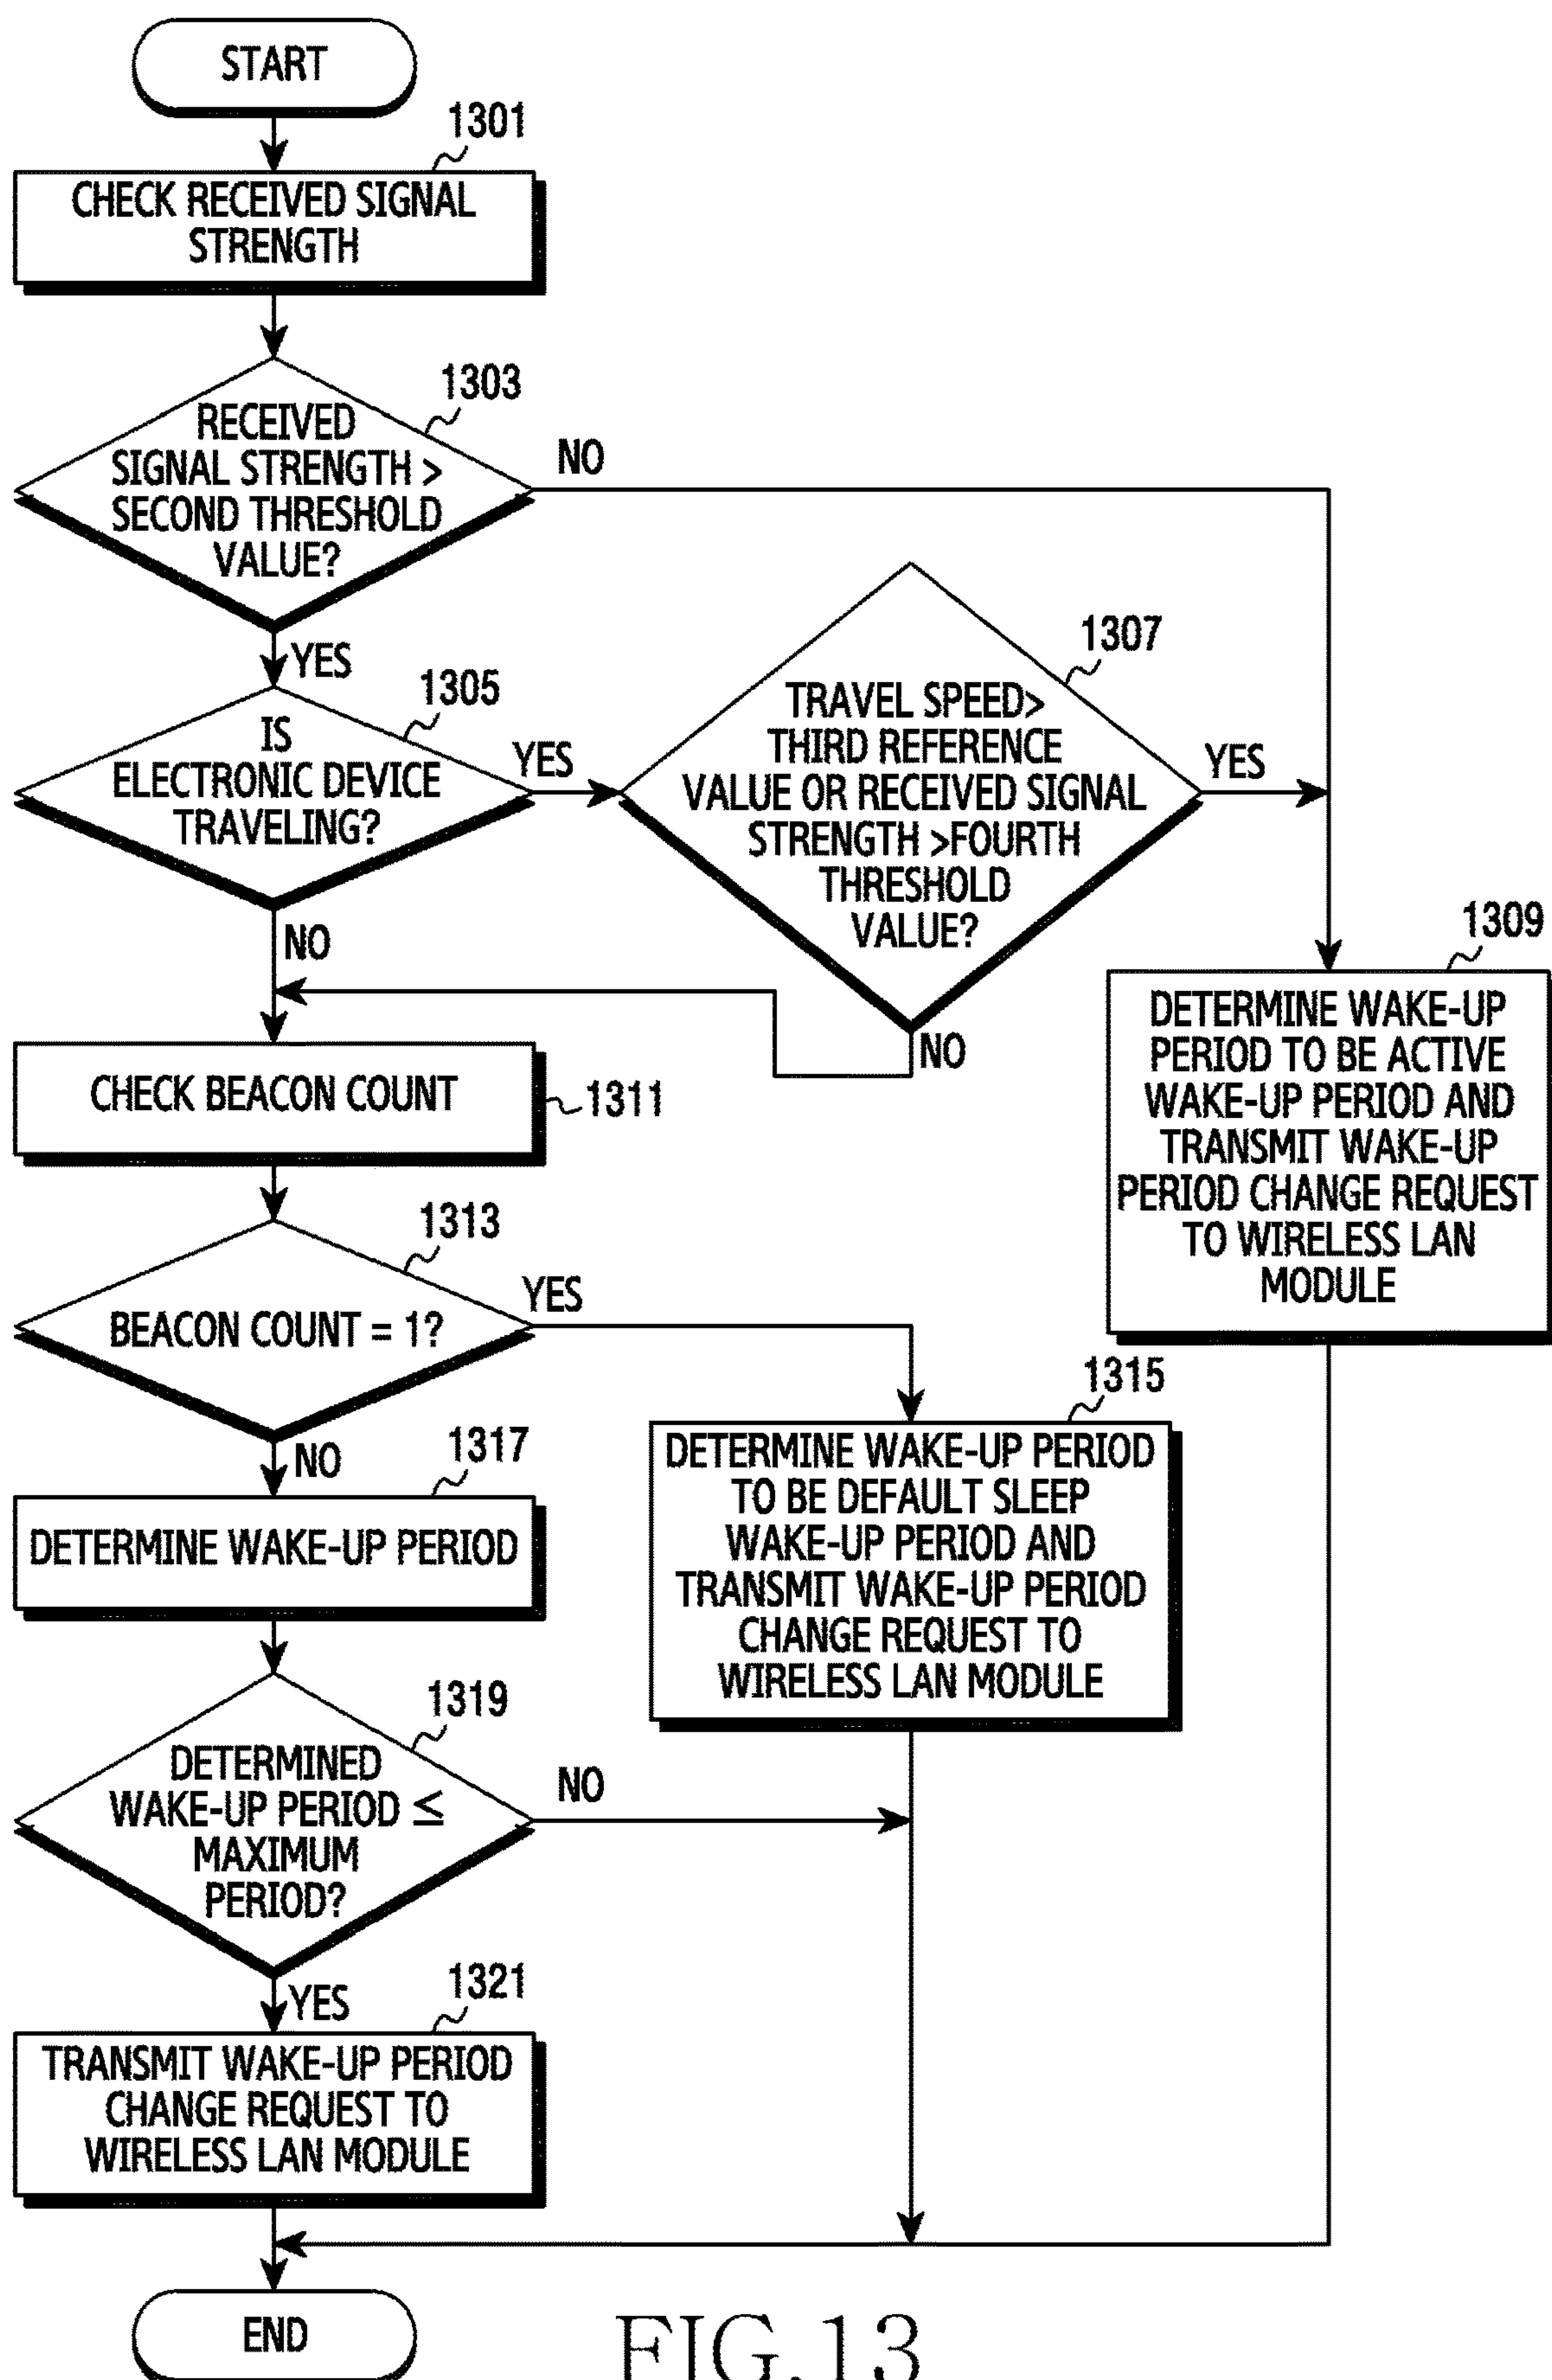 START
1301
CHECK RECEIVED SIGNAL
STRENGTH
1303
RECEIVED
SIGNAL STRENGTH >
SECOND THRESHOLD
VALUE?
NO
YES
1305
IS
ELECTRONIC DEVICE
TRAVELING?
YES
NO
1307
TRAVEL SPEED>
THIRD REFERENCE
VALUE OR RECEIVED SIGNAL
STRENGTH >FOURTH
THRESHOLD
VALUE?
YES
NO
1309
DETERMINE WAKE-UP
PERIOD TO BE ACTIVE
WAKE-UP PERIOD AND
TRANSMIT WAKE-UP
PERIOD CHANGE REQUEST
TO WIRELESS LAN
MODULE
CHECK BEACON COUNT
1311
1313
BEACON COUNT = 1?
YES
NO
1315
DETERMINE WAKE-UP PERIOD
TO BE DEFAULT SLEEP
WAKE-UP PERIOD AND
TRANSMIT WAKE-UP PERIOD
CHANGE REQUEST TO
WIRELESS LAN MODULE
1317
DETERMINE WAKE-UP PERIOD
1319
DETERMINED
WAKE-UP PERIOD ≤
MAXIMUM
PERIOD?
NO
YES
1321
TRANSMIT WAKE-UP PERIOD
CHANGE REQUEST TO
WIRELESS LAN MODULE
END
FIG.13